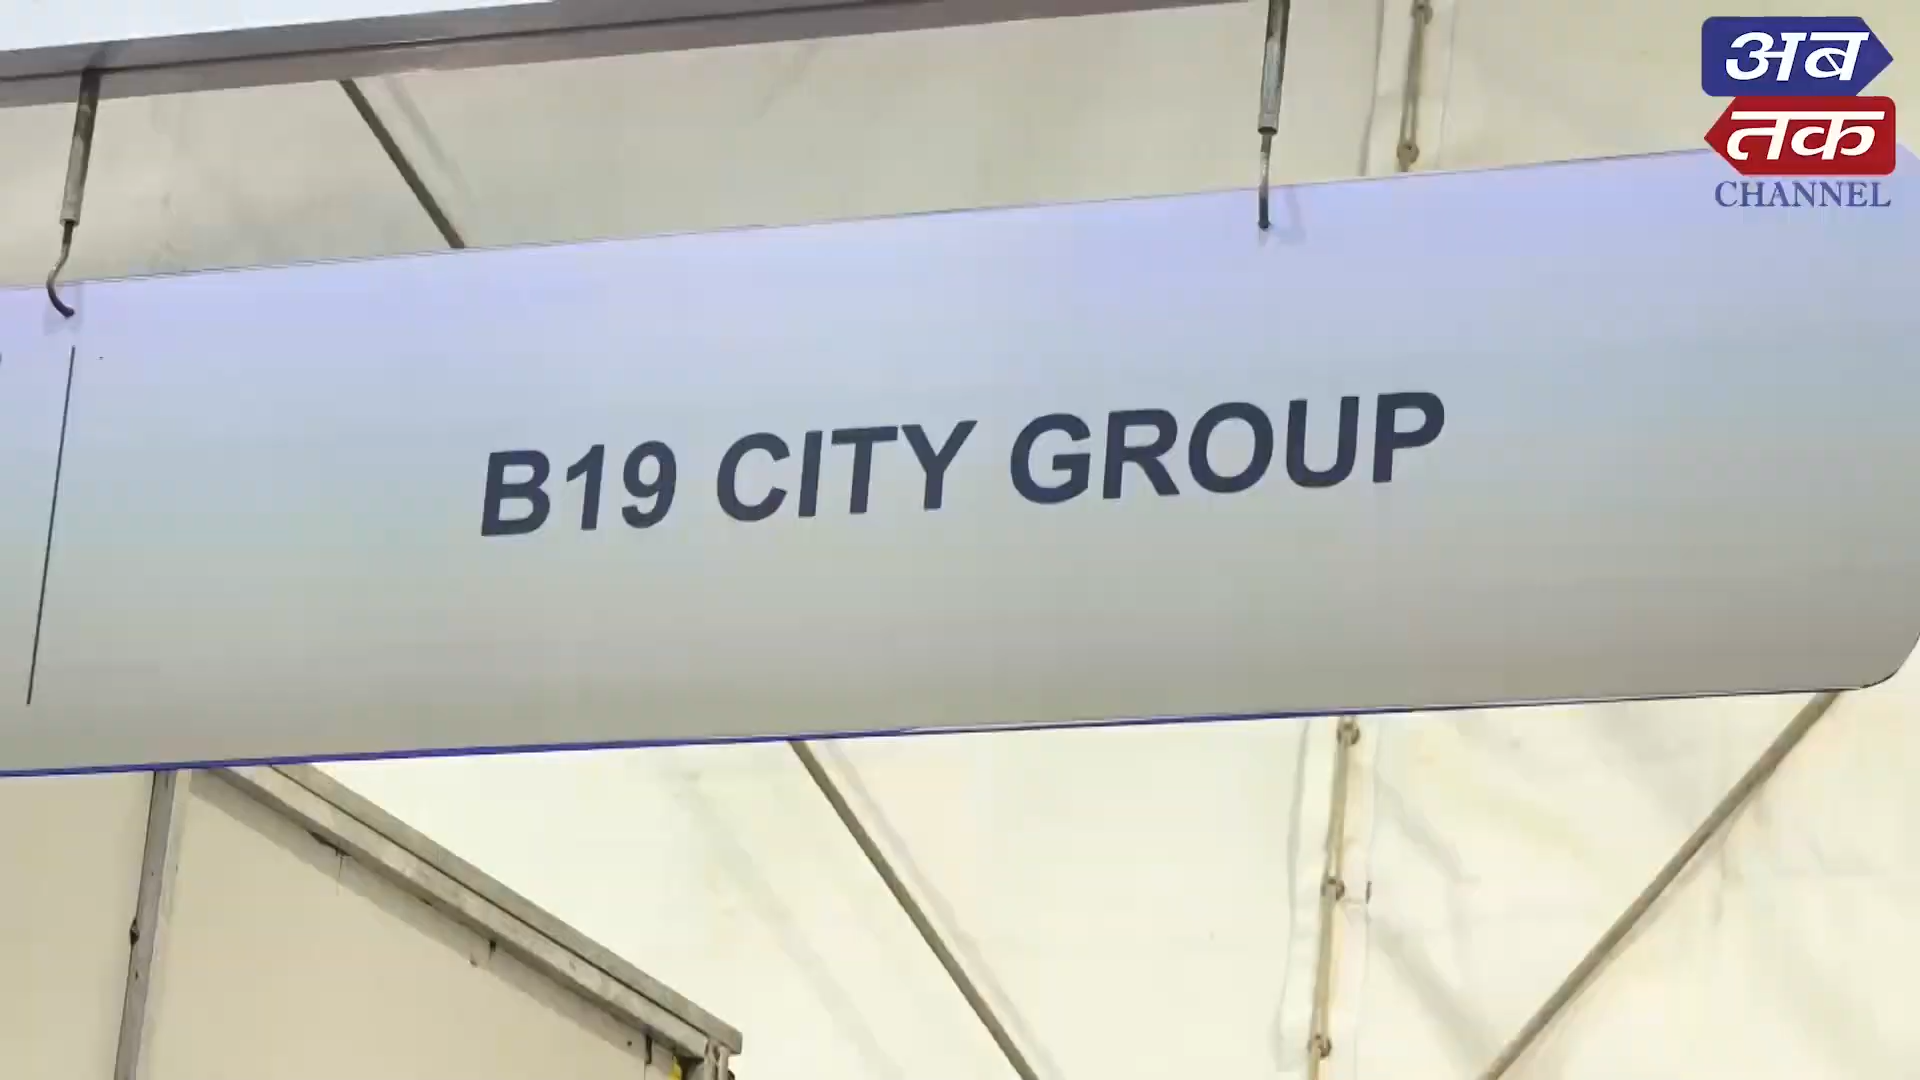 अब
तक
CHANNEL
B19 CITY GROUP